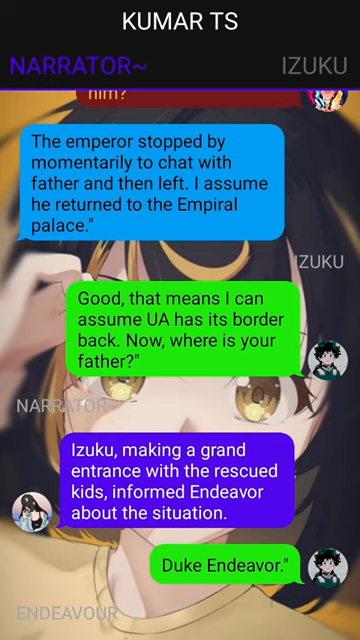 KUMAR TS
NARRATOR~ IZUKU
him?
The emperor stopped by
momentarily to chat with
father and then left. I assume
he returned to the Empiral
palace."
IZUKU
Good, that means I can
assume UA has its border
back. Now, where is your
father?"
NARRATOR~
Izuku, making a grand
entrance with the rescued
kids, informed Endeavor
about the situation.
Duke Endeavor."
ENDEAVOUR